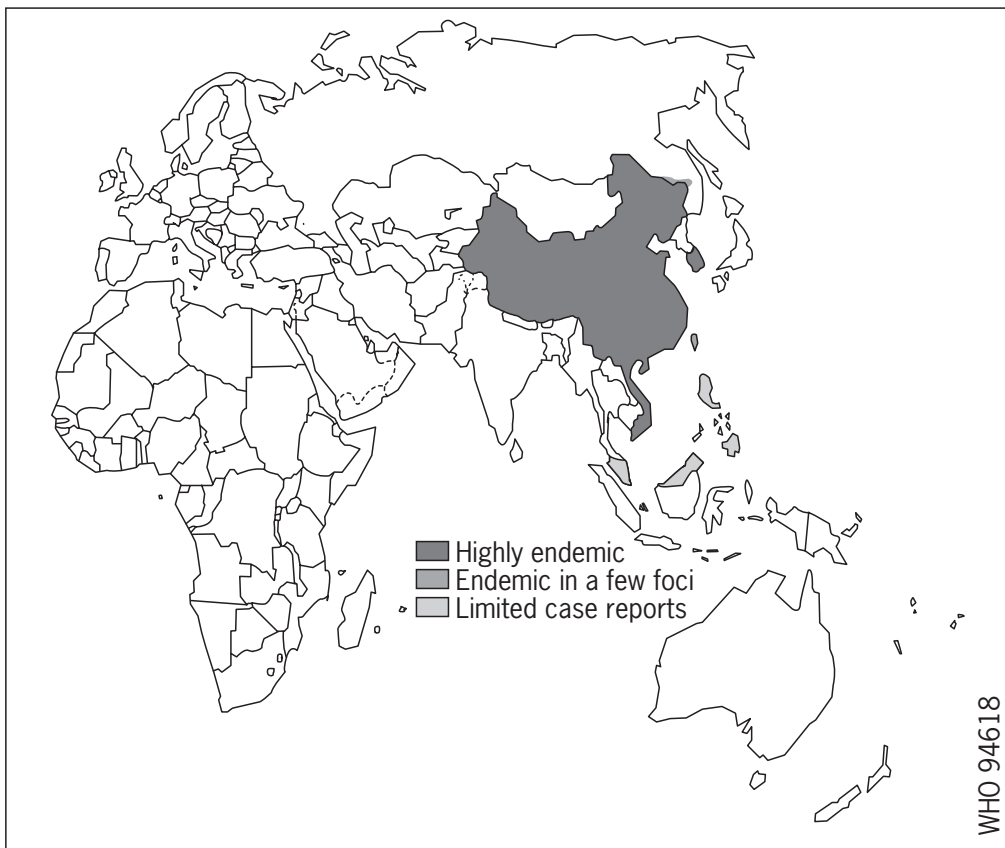 Highly endemic
Endemic in a few foci
Limited case reports
WHO 94618